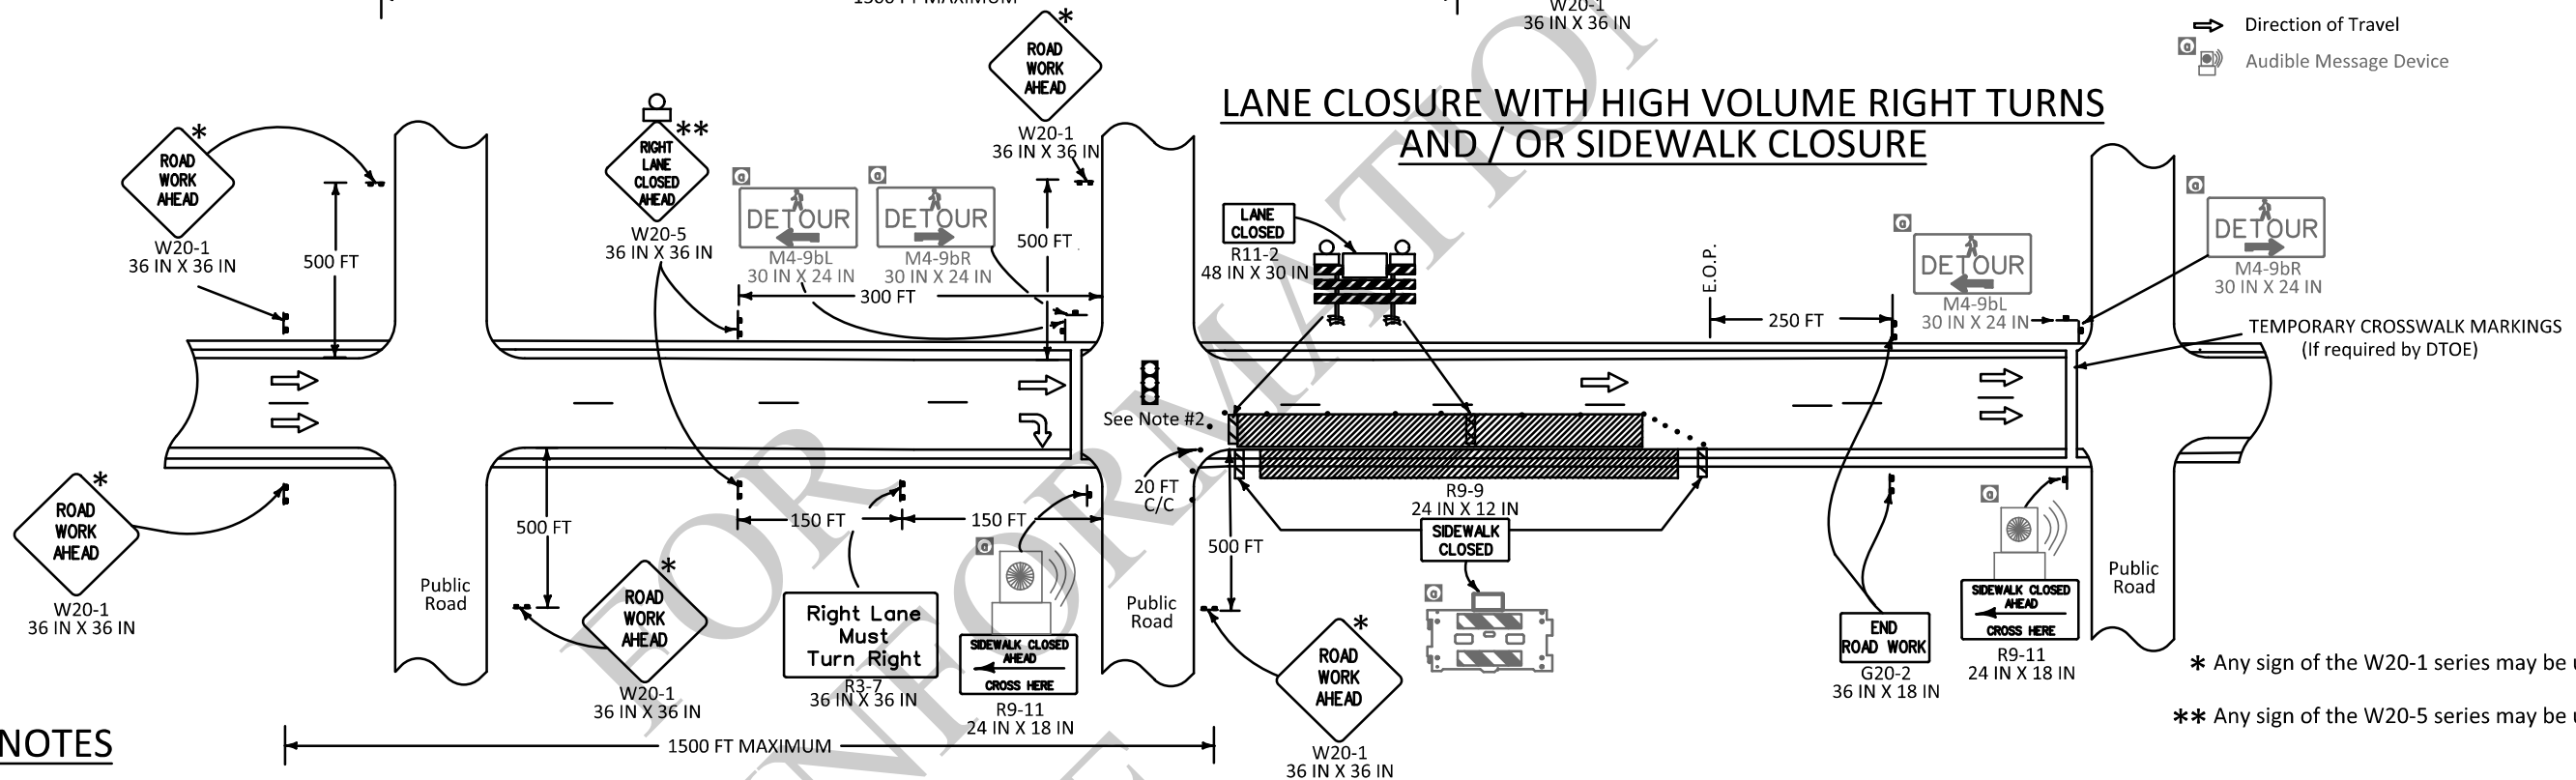 1500 FT MAXIMUM
W20-1
36 IN X 36 IN
Direction of Travel
a
Audible Message Device
LANE CLOSURE WITH HIGH VOLUME RIGHT TURNS
AND / OR SIDEWALK CLOSURE
*
ROAD
WORK
AHEAD
W20-1
36 IN X 36 IN
500 FT
**
RIGHT
LANE
CLOSED
AHEAD
W20-5
36 IN X 36 IN
a
DETOUR
M4-9bL
30 IN X 24 IN
a
DETOUR
M4-9bR
30 IN X 24 IN
300 FT
*
ROAD
WORK
AHEAD
W20-1
36 IN X 36 IN
500 FT
LANE
CLOSED
R11-2
48 IN X 30 IN
E.O.P.
250 FT
a
DETOUR
M4-9bL
30 IN X 24 IN
a
DETOUR
M4-9bR
30 IN X 24 IN
TEMPORARY CROSSWALK MARKINGS
(If required by DTOE)
See Note #2
20 FT
C/C
*
ROAD
WORK
AHEAD
W20-1
36 IN X 36 IN
Public
Road
500 FT
*
ROAD
WORK
AHEAD
W20-1
36 IN X 36 IN
150 FT
150 FT
Right Lane
Must
Turn Right
R3-7
36 IN X 36 IN
a
SIDEWALK CLOSED
AHEAD
CROSS HERE
R9-11
24 IN X 18 IN
Public
Road
500 FT
*
ROAD
WORK
AHEAD
W20-1
36 IN X 36 IN
R9-9
24 IN X 12 IN
SIDEWALK
CLOSED
a
END
ROAD WORK
G20-2
36 IN X 18 IN
a
SIDEWALK CLOSED
AHEAD
CROSS HERE
R9-11
24 IN X 18 IN
Public
Road
* Any sign of the W20-1 series may be
** Any sign of the W20-5 series may be
NOTES
1500 FT MAXIMUM
FOR
INFORMATION